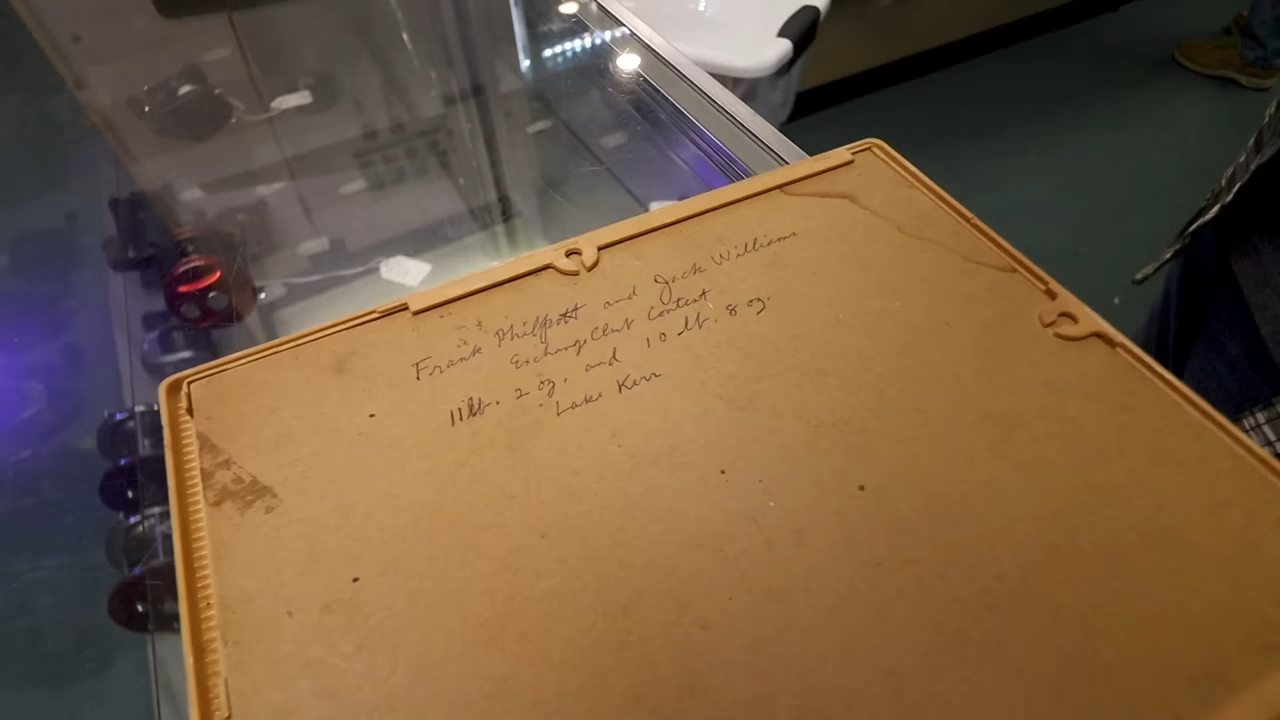 Frank Philpott and Jack Williams
Exchange Club Contest
11 lb. 2 oz. and 10 lb. 8 oz.
Lake Kerr